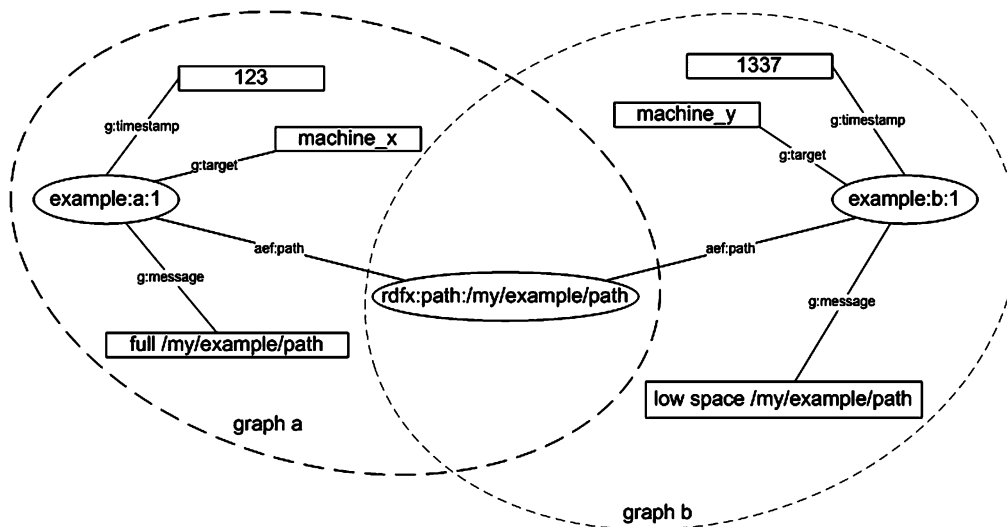 123
1337
g:timestamp
machine_x
machine_y
g:timestamp
g:target
g:target
example:a:1
example:b:1
aef:path
aef:path
g:message
rdfx:path:/my/example/path
g:message
full /my/example/path
low space /my/example/path
graph a
graph b